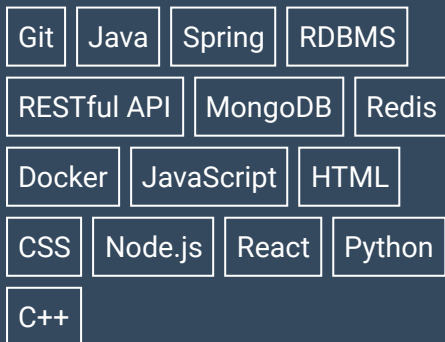 Git Java Spring RDBMS
RESTful API MongoDB Redis
Docker JavaScript HTML
CSS Node.js React Python
C++